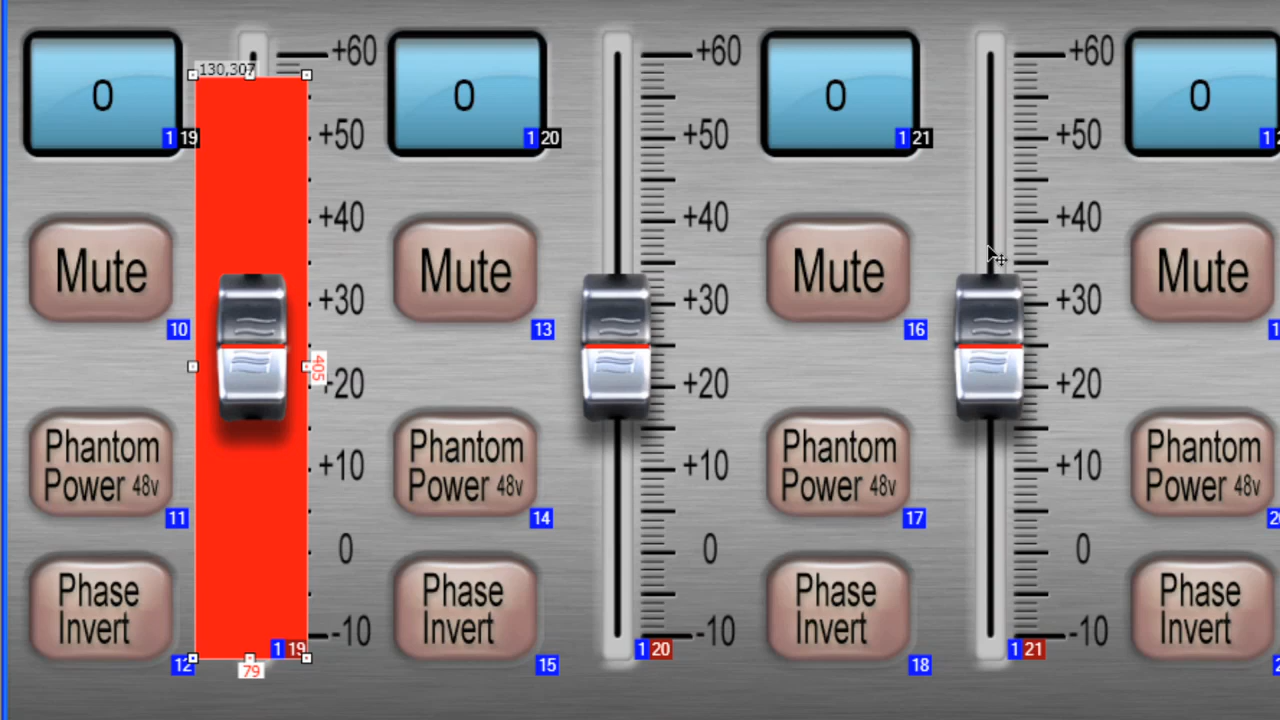 +60 +60 +60
130,307
0 0 0 0
1 19 1 20 1 21 1
+50 +50 +50
+40 +40 +40
Mute Mute Mute Mute
+30 +30 +30
10 13 16
405
+20 +20 +20
Phantom Phantom Phantom Phantom
Power 48v Power 48v Power 48v Power 48v
+10 +10 +10
11 14 17
0 0 0
Phase Phase Phase Phase
Invert Invert Invert Invert
-10 -10 -10
1 19 1 20 1 21
12 79 15 18